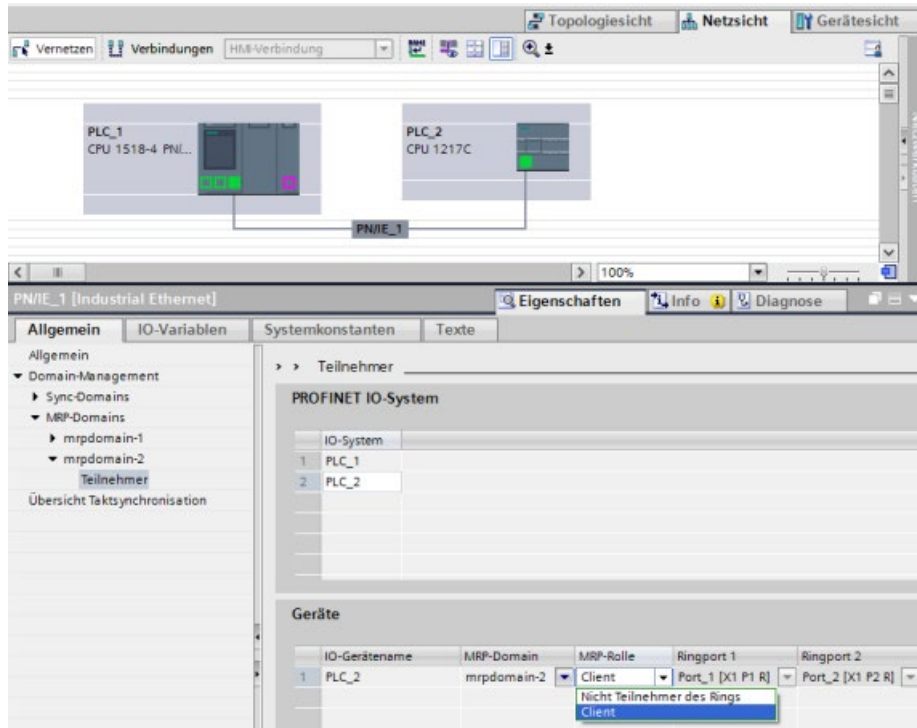 Topologiesicht Netzsicht Gerätesicht
Vernetzen Verbindungen HMI-Verbindung
PLC_1
CPU 1518-4 PN/...
PLC_2
CPU 1217C
PN/IE_1
100%
PN/IE_1 [Industrial Ethernet]
Eigenschaften Info Diagnose
Allgemein IO-Variablen Systemkonstanten Texte
Allgemein
Domain-Management
Sync-Domains
MRP-Domains
mrpdomain-1
mrpdomain-2
Teilnehmer
Übersicht Taktsynchronisation
Teilnehmer
PROFINET IO-System
IO-System
1 PLC_1
2 PLC_2
Geräte
IO-Gerätename MRP-Domain MRP-Rolle Ringport 1 Ringport 2
1 PLC_2 mrpdomain-2 Client Port_1 [X1 P1 R] Port_2 [X1 P2 R]
Nicht Teilnehmer des Rings
Client